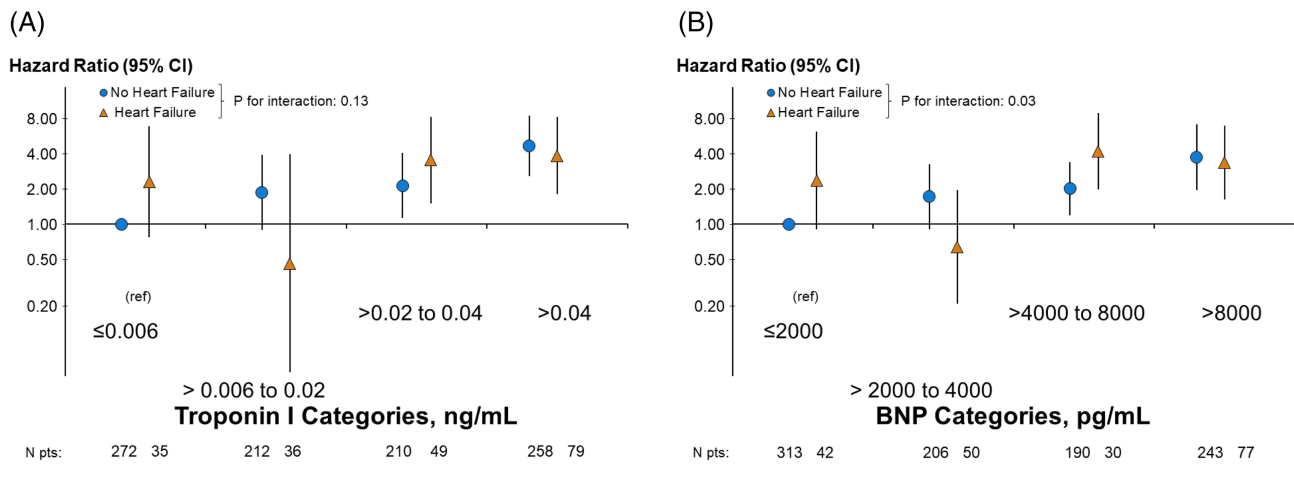 (A)
Hazard Ratio (95% CI)
No Heart Failure
Heart Failure
P for interaction: 0.13
8.00
4.00
2.00
1.00
0.50
0.20
(ref)
≤0.006
> 0.006 to 0.02
>0.02 to 0.04
>0.04
Troponin I Categories, ng/mL
N pts: 272 35 212 36 210 49 258 79
(B)
Hazard Ratio (95% CI)
No Heart Failure
Heart Failure
P for interaction: 0.03
8.00
4.00
2.00
1.00
0.50
0.20
(ref)
≤2000
> 2000 to 4000
>4000 to 8000
>8000
BNP Categories, pg/mL
N pts: 313 42 206 50 190 30 243 77